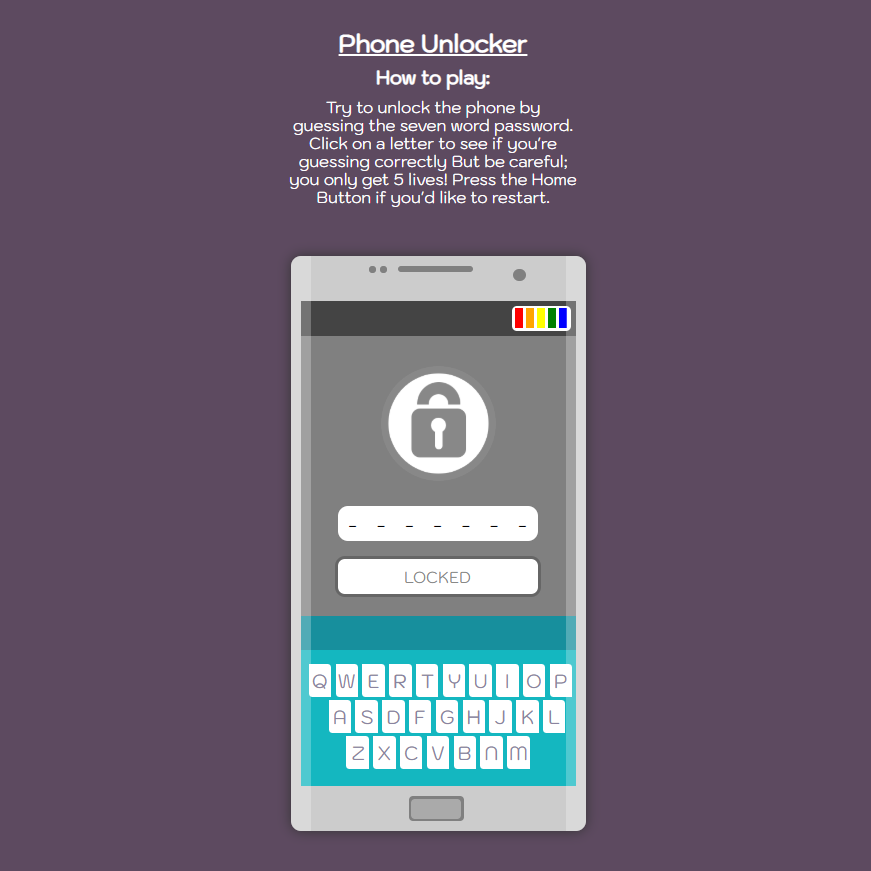 Phone Unlocker
How to play:
Try to unlock the phone by
guessing the seven word password.
Click on a letter to see if you're
guessing correctly But be careful;
you only get 5 lives! Press the Home
Button if you'd like to restart.
_ _ _ _ _ _ _
LOCKED
Q W E R T Y U I O P
A S D F G H J K L
Z X C V B N M